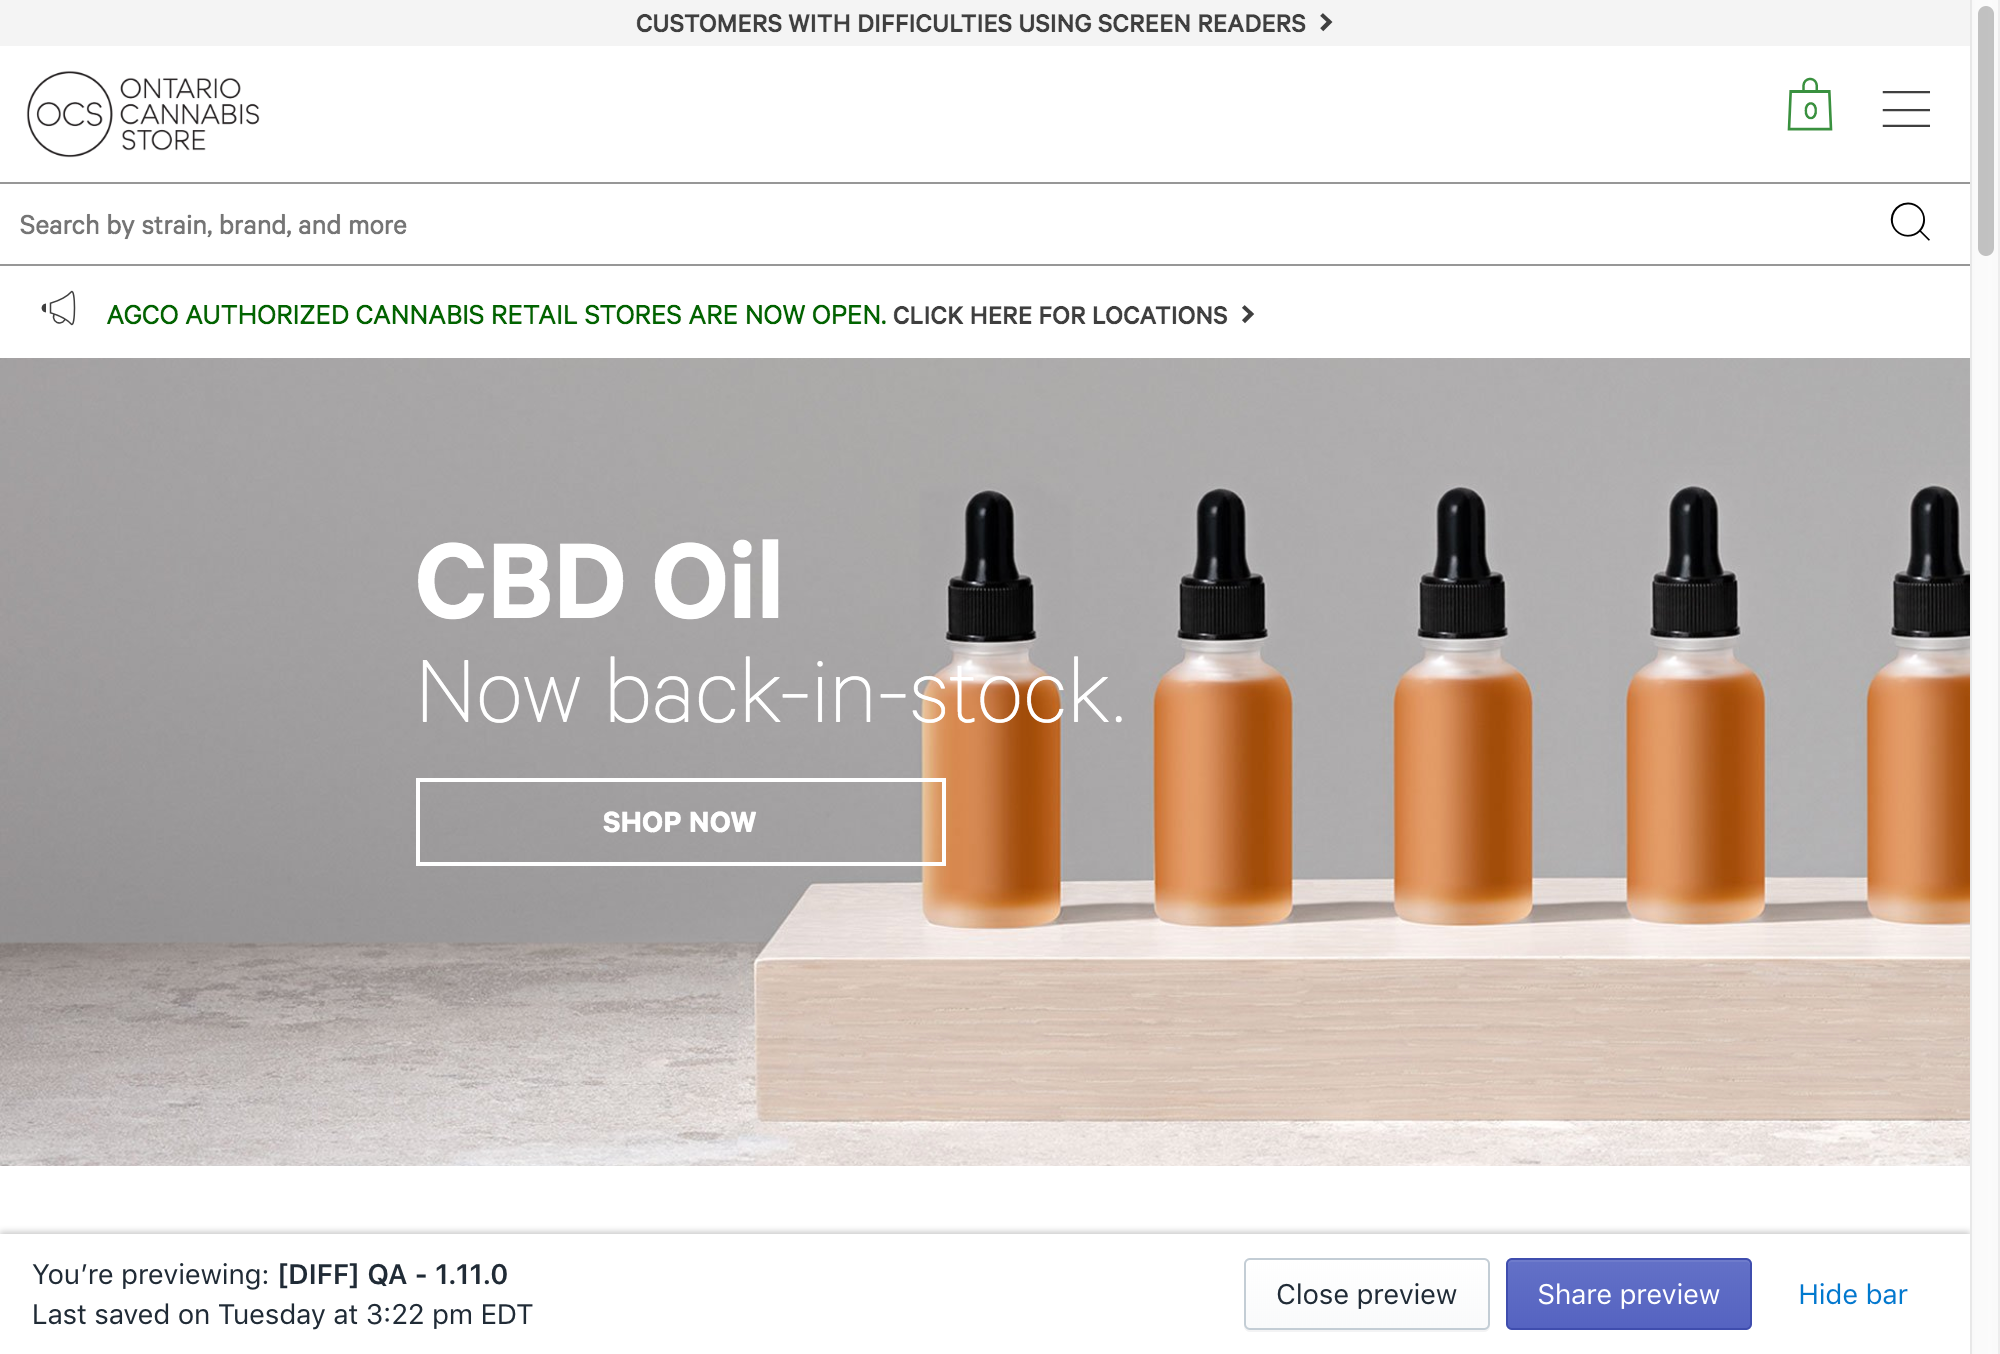 CUSTOMERS WITH DIFFICULTIES USING SCREEN READERS
OCS
ONTARIO
CANNABIS
STORE
0
Search by strain, brand, and more
AGCO AUTHORIZED CANNABIS RETAIL STORES ARE NOW OPEN. CLICK HERE FOR LOCATIONS
CBD Oil
Now back-in-stock.
SHOP NOW
You're previewing: [DIFF] QA - 1.11.0
Last saved on Tuesday at 3:22 pm EDT
Close preview
Share preview
Hide bar